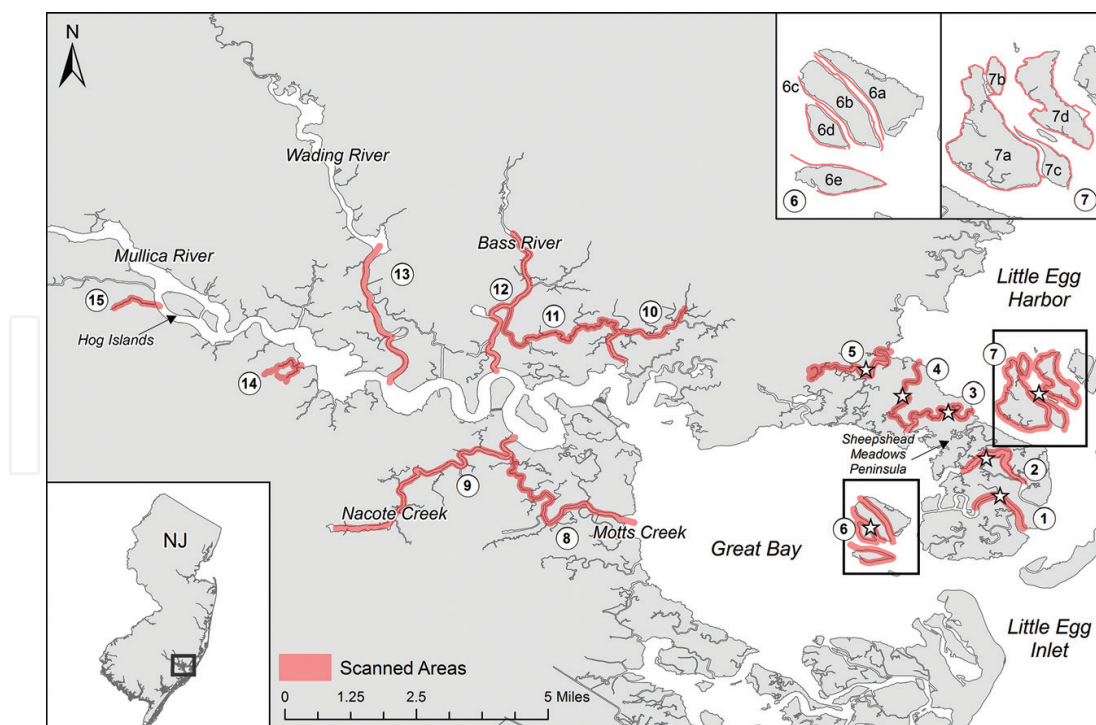 N
Wading River
Mullica River
Hog Islands
Bass River
15
14
13
12
11
10
9
8
Nacote Creek
Motts Creek
Great Bay
Little Egg
Harbor
Little Egg
Inlet
Sheepshead
Meadows
Peninsula
5
4
3
7
2
1
6
6c
6a
6b
6d
6e
6
7b
7d
7a
7c
7
NJ
Scanned Areas
0 1.25 2.5 5 Miles